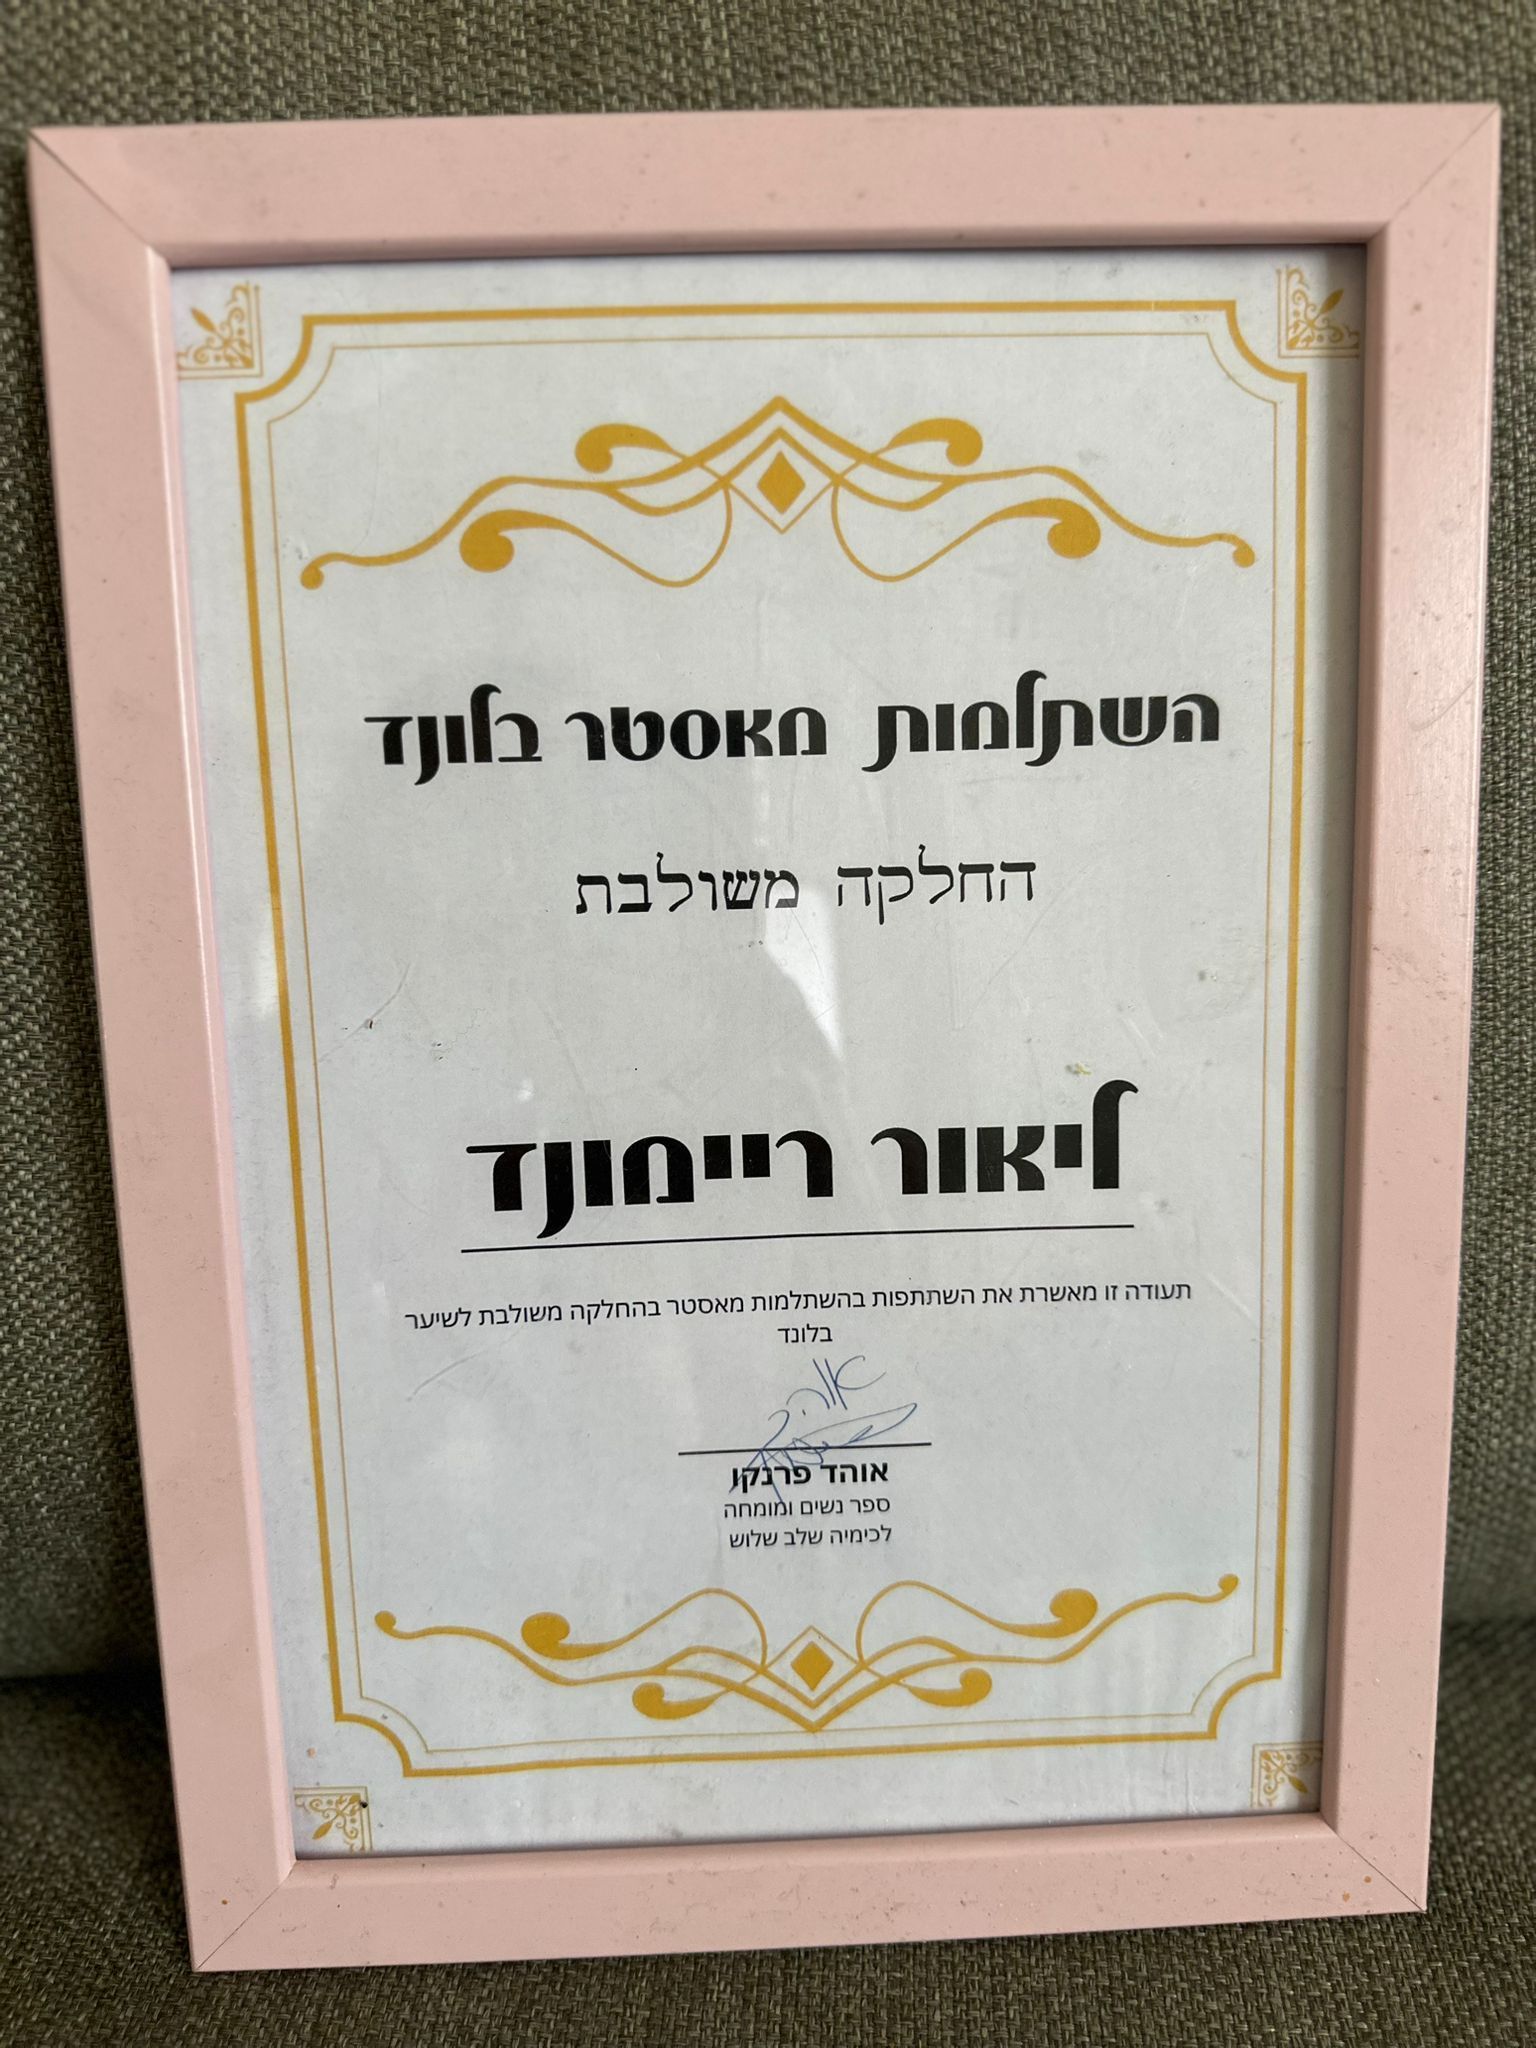 השתלמות מאסטר בלונד
החלקה משולבת
ליאור ריימונד
תעודה זו מאשרת את השתתפות בהשתלמות מאסטר בהחלקה משולבת לשיער
בלונד
אוהד פרנקו
ספר נשים ומומחה
לכימיה שלב שלוש